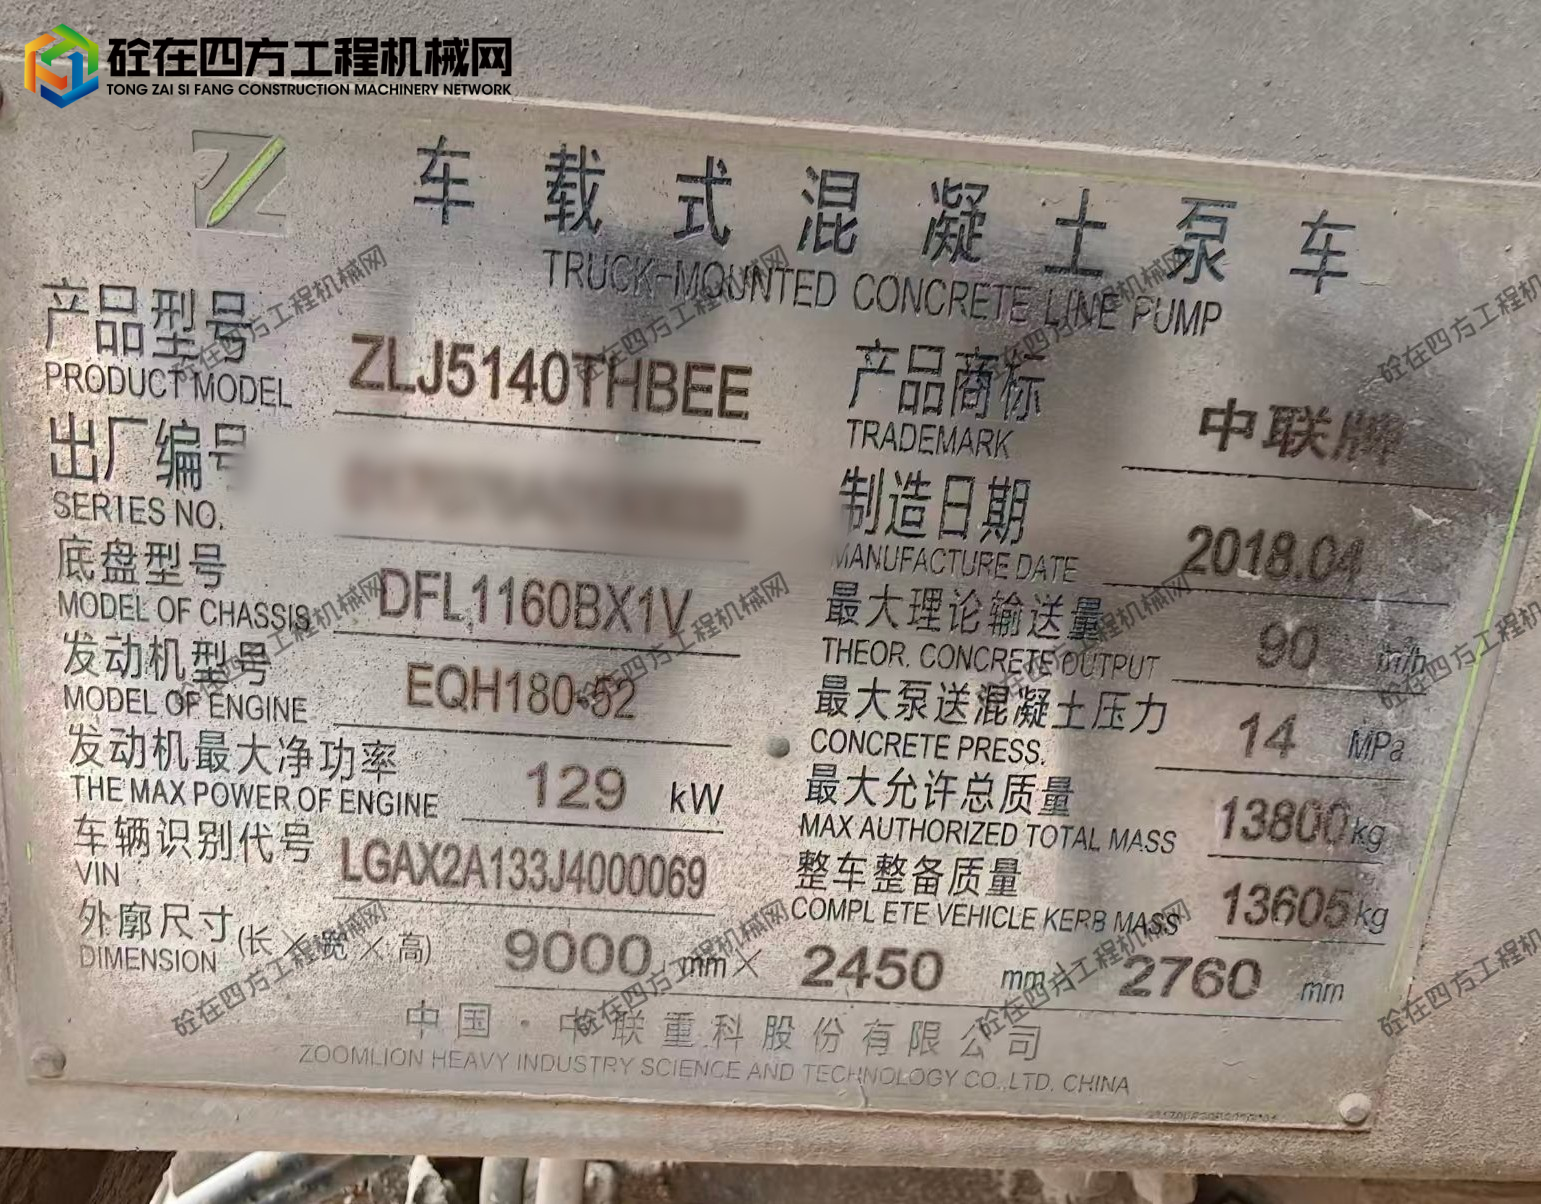 砼在四方工程机械网
TONG ZAI SI FANG CONSTRUCTION MACHINERY NETWORK
车载式混凝土泵车
TRUCK-MOUNTED CONCRETE LINE PUMP
产品型号 ZLJ5140THBEE
PRODUCT MODEL
产品商标 中联牌
TRADEMARK
出厂编号
SERIES NO.
制造日期 2018.04
MANUFACTURE DATE
底盘型号 DFL1160BX1V
MODEL OF CHASSIS
最大理论输送量 90 m³/h
THEOR. CONCRETE OUTPUT
发动机型号 EQH180-52
MODEL OF ENGINE
最大泵送混凝土压力 14 MPa
CONCRETE PRESS.
发动机最大净功率 129 kW
THE MAX POWER OF ENGINE
最大允许总质量 13800 kg
MAX AUTHORIZED TOTAL MASS
车辆识别代号 LGAX2A133J4000069
VIN
整车整备质量 13605 kg
COMPLETE VEHICLE KERB MASS
外廓尺寸(长×宽×高) 9000 mm× 2450 mm× 2760 mm
DIMENSION
中国·中联重科股份有限公司
ZOOMLION HEAVY INDUSTRY SCIENCE AND TECHNOLOGY CO.,LTD. CHINA